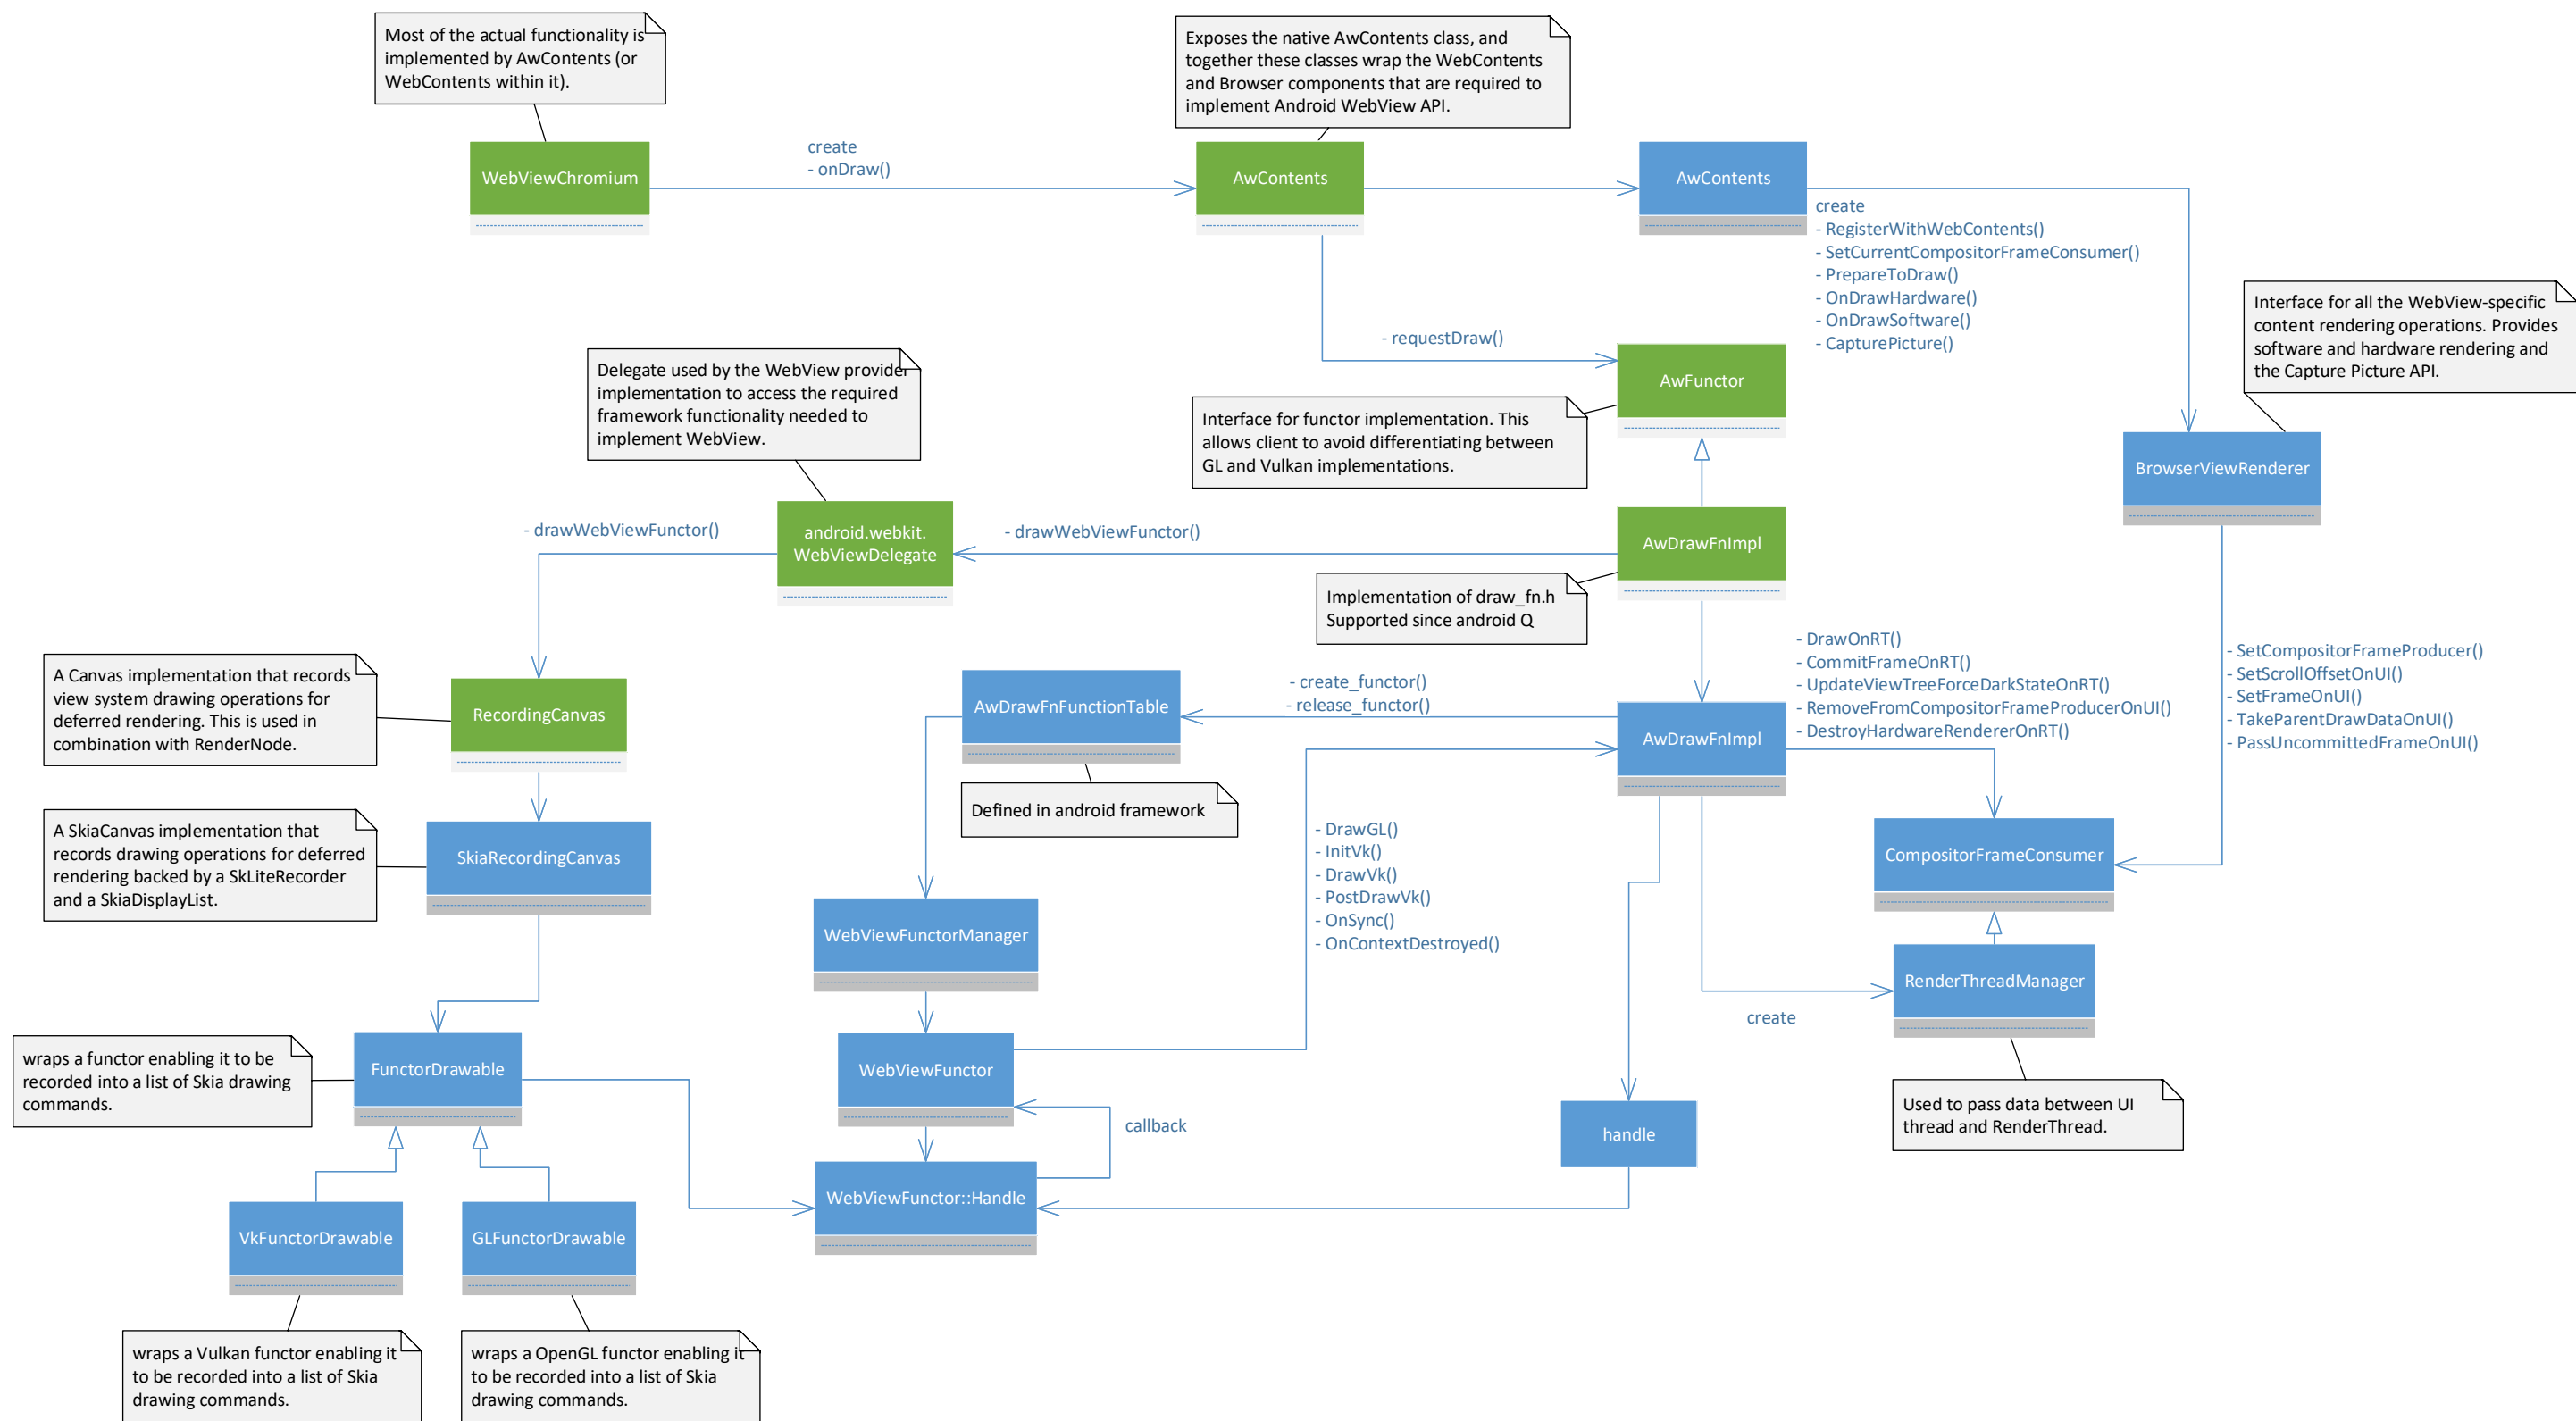 Most of the actual functionality is
implemented by AwContents (or
WebContents within it).
Exposes the native AwContents class, and
together these classes wrap the WebContents
and Browser components that are required to
implement Android WebView API.
WebViewChromium
create
- onDraw()
AwContents
AwContents
create
- RegisterWithWebContents()
- SetCurrentCompositorFrameConsumer()
- PrepareToDraw()
- OnDrawHardware()
- OnDrawSoftware()
- CapturePicture()
Interface for all the WebView-specific
content rendering operations. Provides
software and hardware rendering and
the Capture Picture API.
- requestDraw()
Delegate used by the WebView provider
implementation to access the required
framework functionality needed to
implement WebView.
AwFunctor
Interface for functor implementation. This
allows client to avoid differentiating between
GL and Vulkan implementations.
BrowserViewRenderer
- drawWebViewFunctor()
android.webkit.
WebViewDelegate
- drawWebViewFunctor()
AwDrawFnImpl
Implementation of draw_fn.h
Supported since android Q
A Canvas implementation that records
view system drawing operations for
deferred rendering. This is used in
combination with RenderNode.
RecordingCanvas
AwDrawFnFunctionTable
- create_functor()
- release_functor()
- DrawOnRT()
- CommitFrameOnRT()
- UpdateViewTreeForceDarkStateOnRT()
- RemoveFromCompositorFrameProducerOnUI()
- DestroyHardwareRendererOnRT()
AwDrawFnImpl
- SetCompositorFrameProducer()
- SetScrollOffsetOnUI()
- SetFrameOnUI()
- TakeParentDrawDataOnUI()
- PassUncommittedFrameOnUI()
Defined in android framework
A SkiaCanvas implementation that
records drawing operations for deferred
rendering backed by a SkLiteRecorder
and a SkiaDisplayList.
SkiaRecordingCanvas
- DrawGL()
- InitVk()
- DrawVk()
- PostDrawVk()
- OnSync()
- OnContextDestroyed()
CompositorFrameConsumer
WebViewFunctorManager
RenderThreadManager
create
wraps a functor enabling it to be
recorded into a list of Skia drawing
commands.
FunctorDrawable
WebViewFunctor
callback
handle
Used to pass data between UI
thread and RenderThread.
WebViewFunctor::Handle
VkFunctorDrawable
GLFunctorDrawable
wraps a Vulkan functor enabling it
to be recorded into a list of Skia
drawing commands.
wraps a OpenGL functor enabling it
to be recorded into a list of Skia
drawing commands.